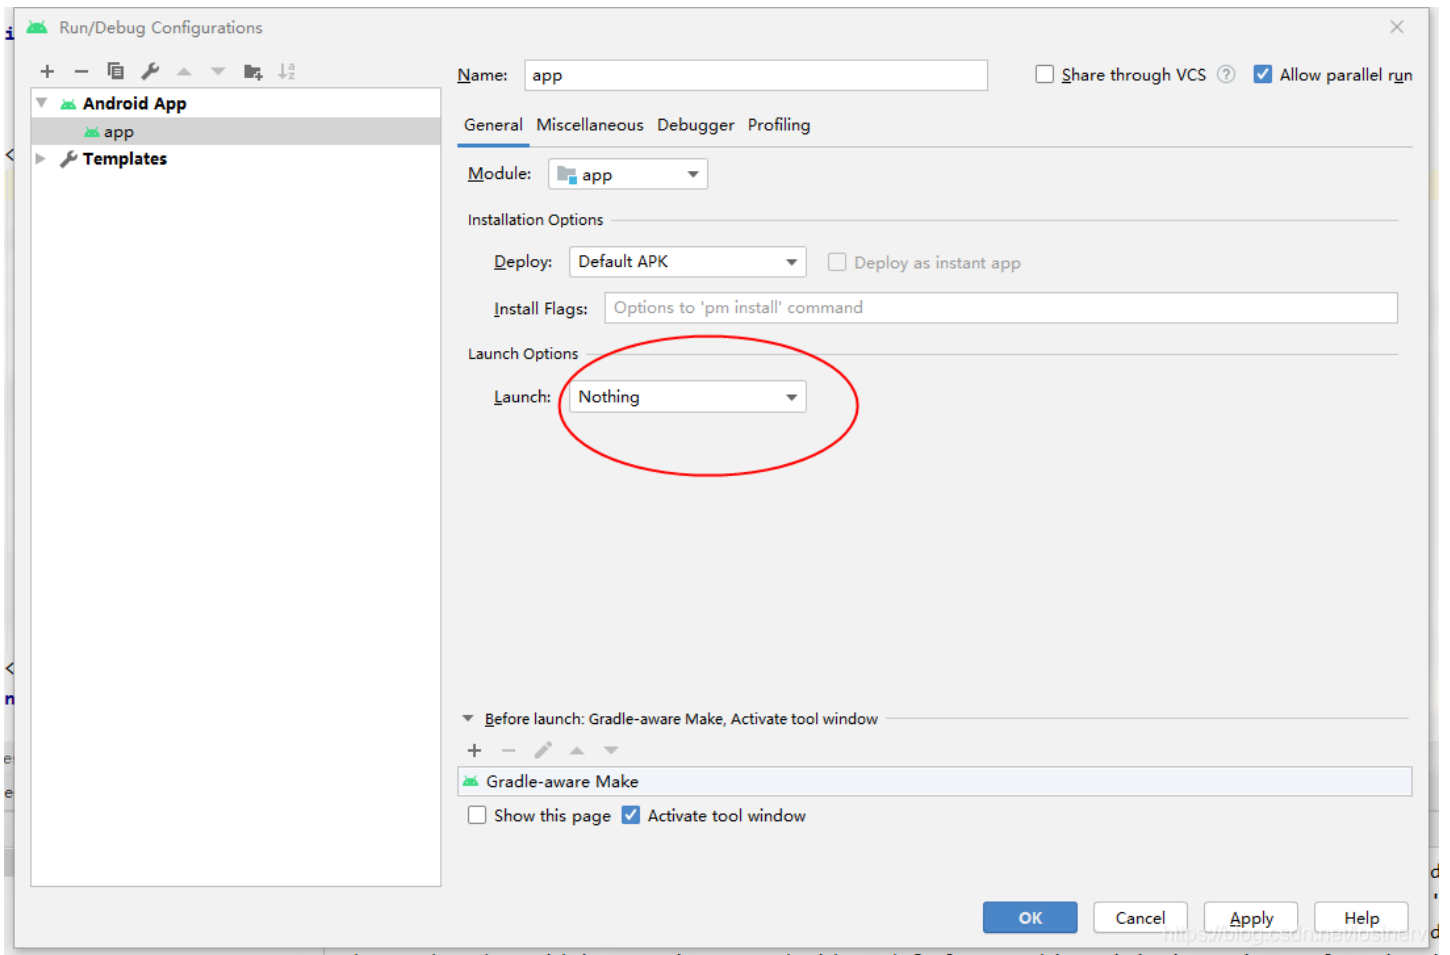 Run/Debug Configurations
Name: app
Share through VCS ?
Allow parallel run
Android App
app
Templates
General Miscellaneous Debugger Profiling
Module: app
Installation Options
Deploy: Default APK
Deploy as instant app
Install Flags: Options to 'pm install' command
Launch Options
Launch: Nothing
Before launch: Gradle-aware Make, Activate tool window
Gradle-aware Make
Show this page
Activate tool window
OK Cancel Apply Help